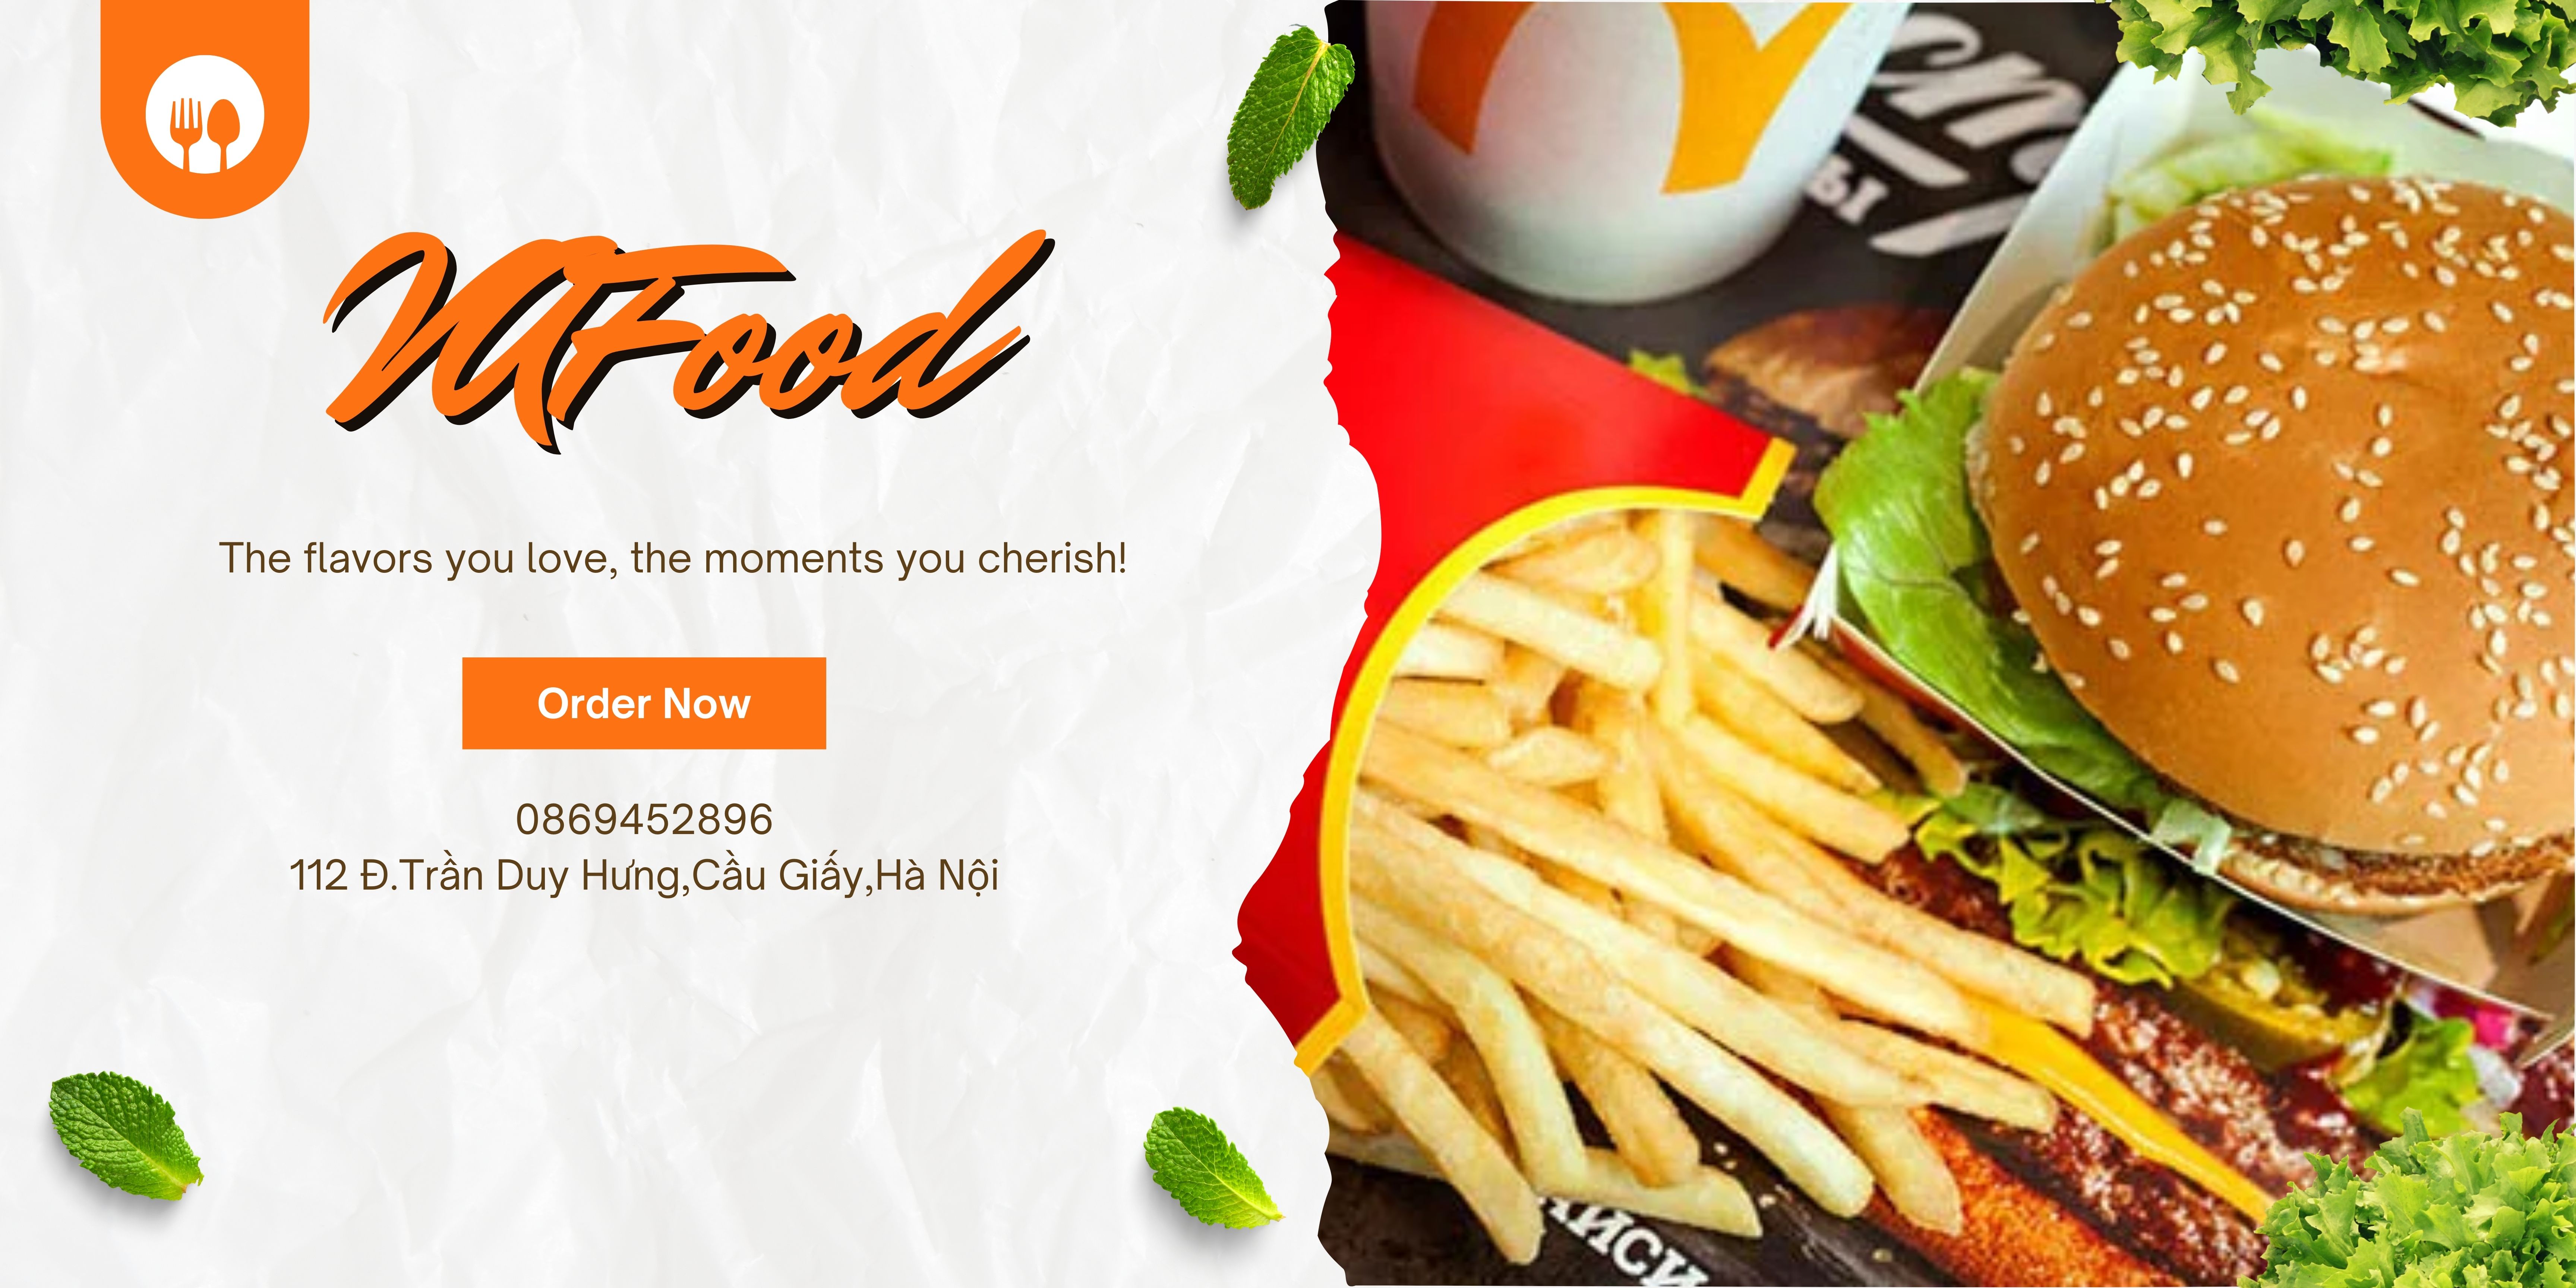 MFood
The flavors you love, the moments you cherish!
Order Now
0869452896
112 Đ.Trần Duy Hưng,Cầu Giấy,Hà Nội